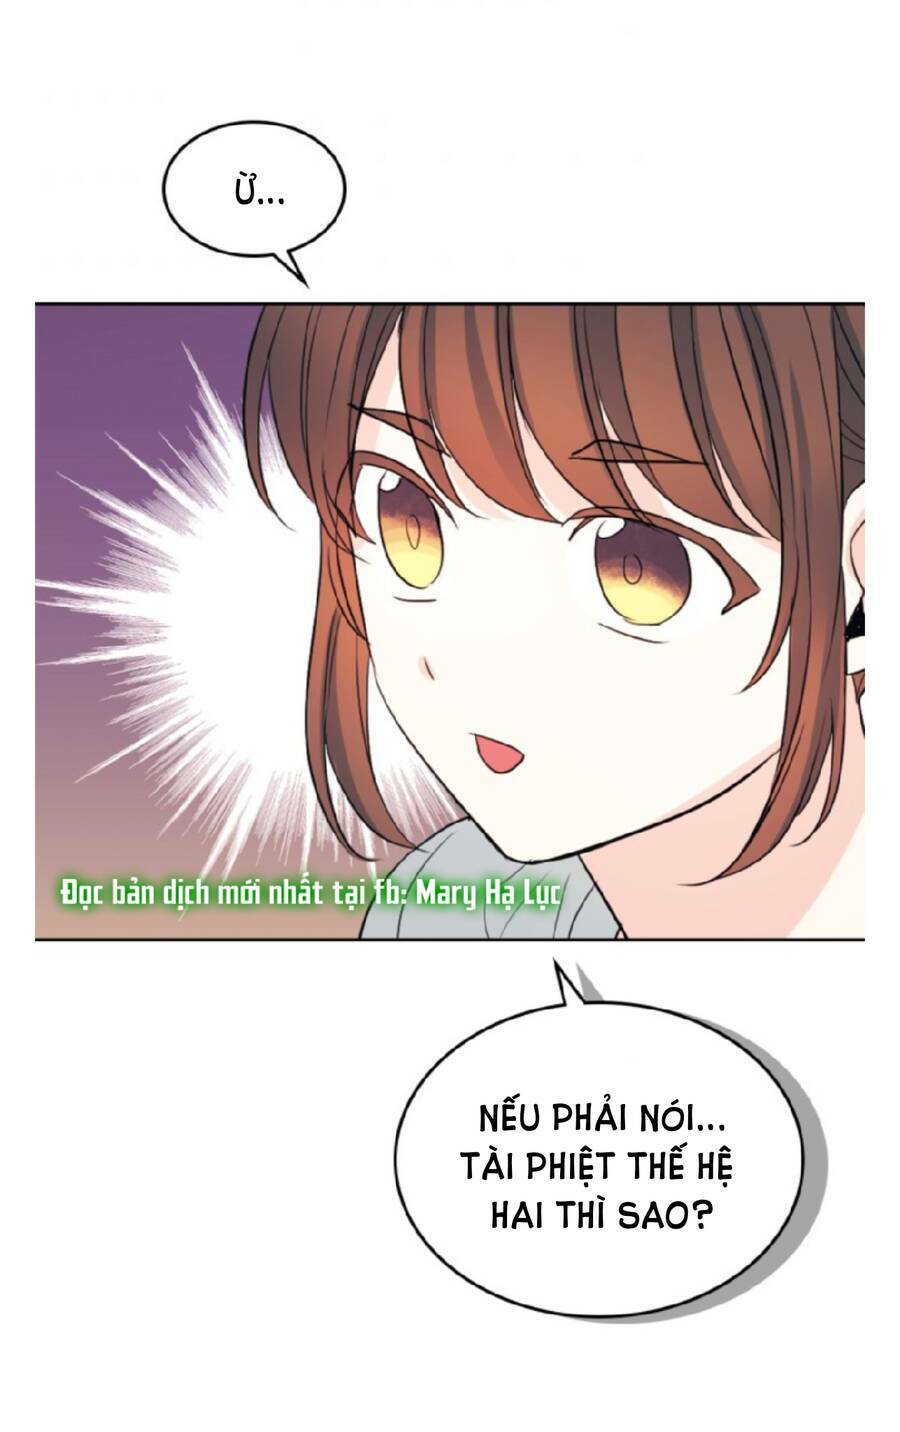 Ừ...
Đọc bản dịch mới nhất tại fb: Mary Hạ Lục
NẾU PHẢI NÓI...
TÀI PHIỆT THẾ HỆ
HAI THÌ SAO?